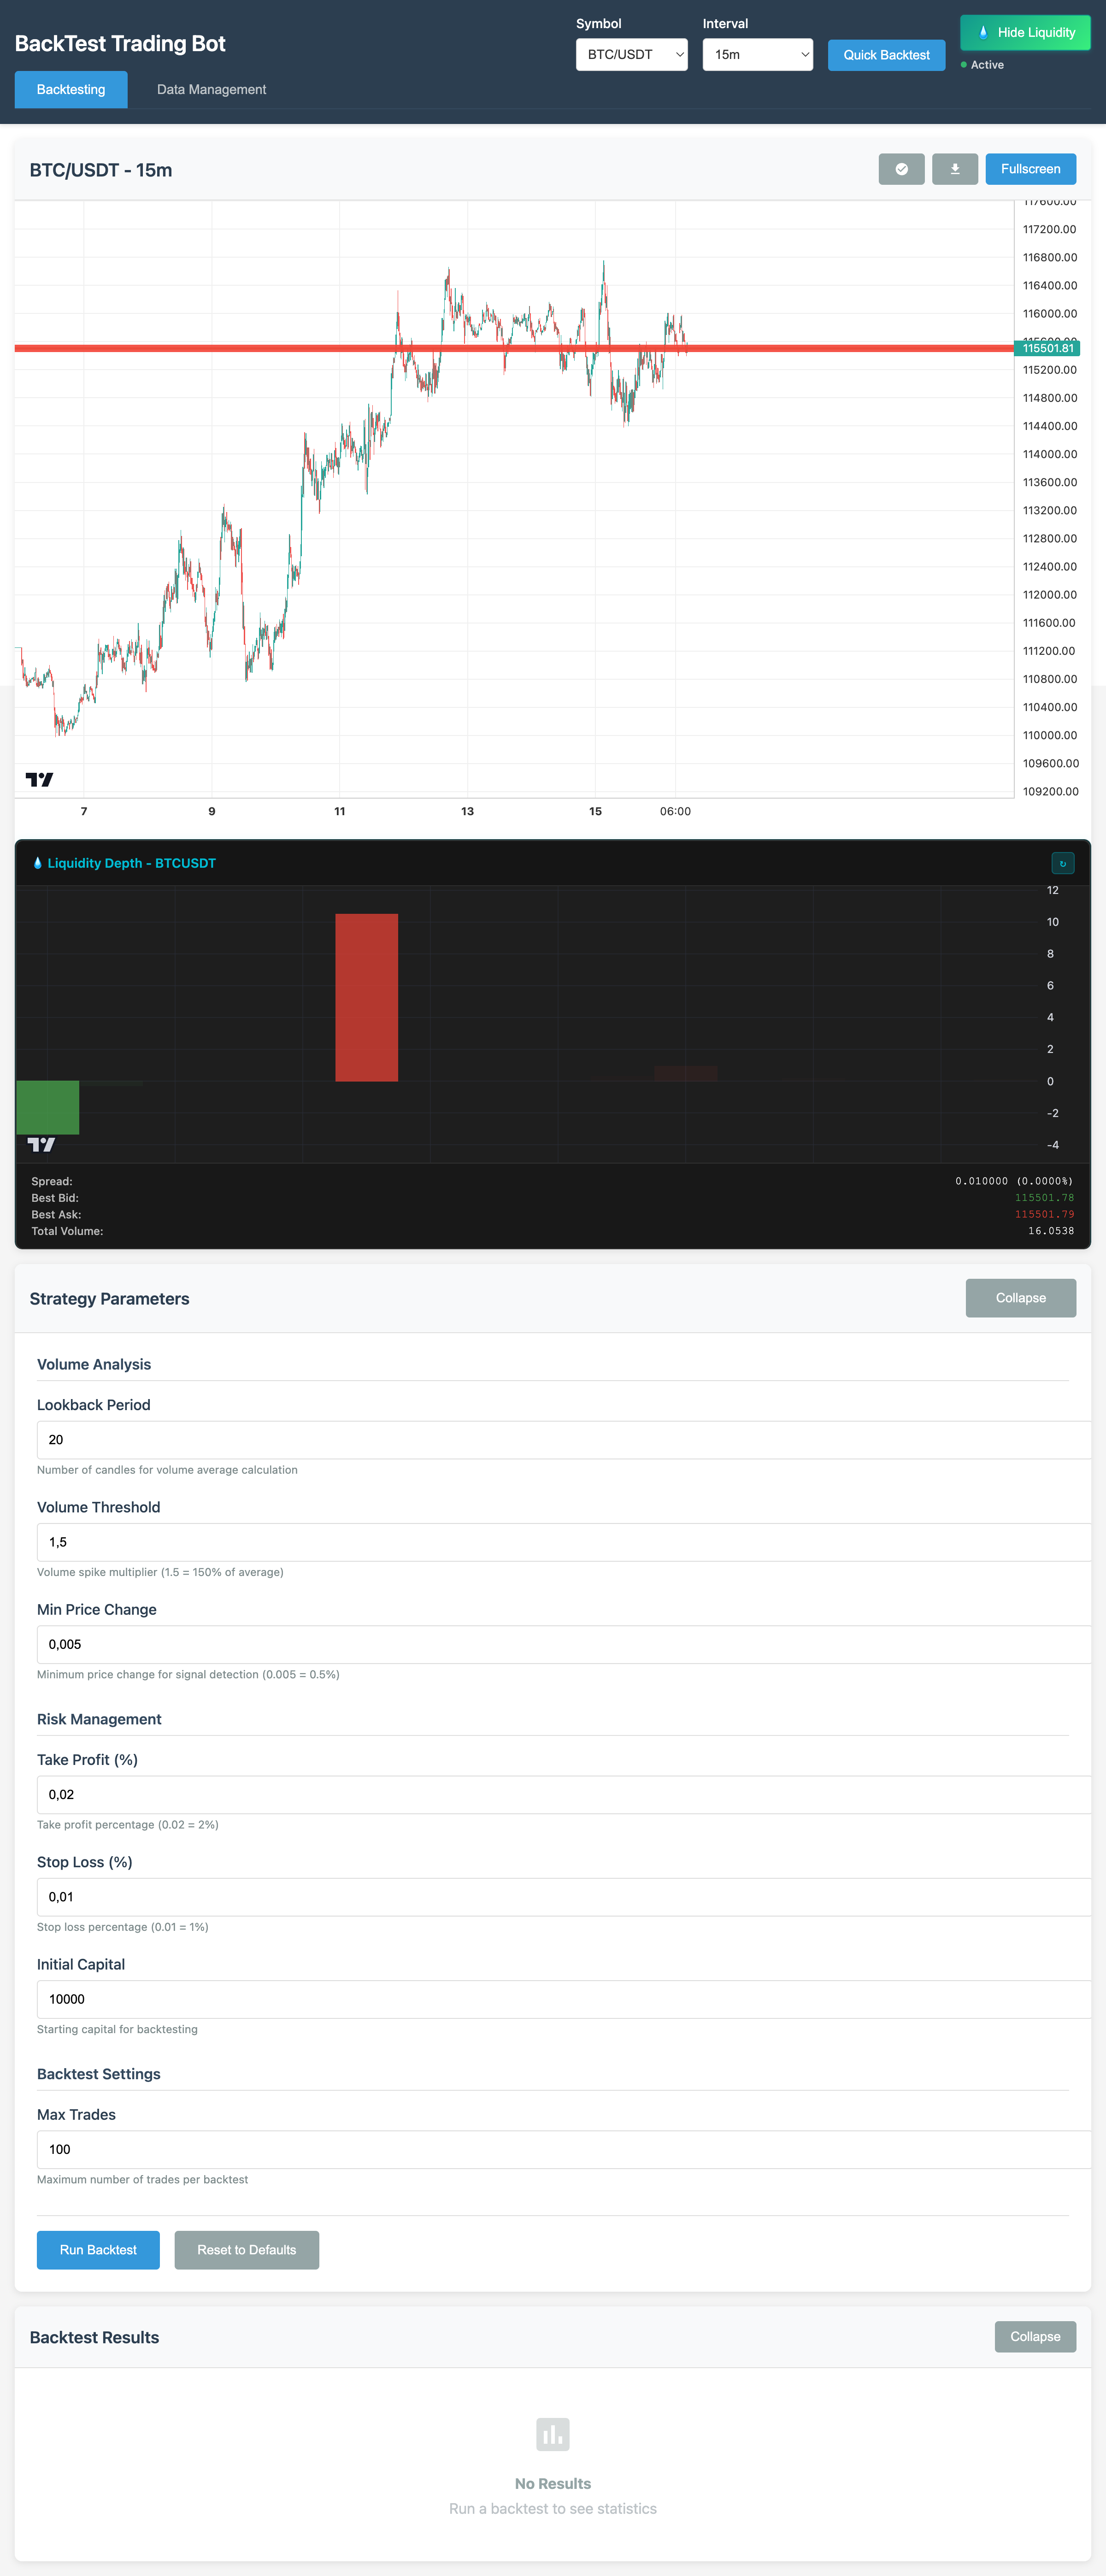 BackTest Trading Bot
Symbol
BTC/USDT
Interval
15m
Quick Backtest
Hide Liquidity
Active
Backtesting
Data Management
BTC/USDT - 15m
Fullscreen
117600.00
117200.00
116800.00
116400.00
116000.00
115600.00
115501.81
115200.00
114800.00
114400.00
114000.00
113600.00
113200.00
112800.00
112400.00
112000.00
111600.00
111200.00
110800.00
110400.00
110000.00
109600.00
109200.00
7 9 11 13 15 06:00
Liquidity Depth - BTCUSDT
12
10
8
6
4
2
0
-2
-4
Spread: 0.010000 (0.0000%)
Best Bid: 115501.78
Best Ask: 115501.79
Total Volume: 16.0538
Strategy Parameters
Collapse
Volume Analysis
Lookback Period
20
Number of candles for volume average calculation
Volume Threshold
1,5
Volume spike multiplier (1.5 = 150% of average)
Min Price Change
0,005
Minimum price change for signal detection (0.005 = 0.5%)
Risk Management
Take Profit (%)
0,02
Take profit percentage (0.02 = 2%)
Stop Loss (%)
0,01
Stop loss percentage (0.01 = 1%)
Initial Capital
10000
Starting capital for backtesting
Backtest Settings
Max Trades
100
Maximum number of trades per backtest
Run Backtest
Reset to Defaults
Backtest Results
Collapse
No Results
Run a backtest to see statistics